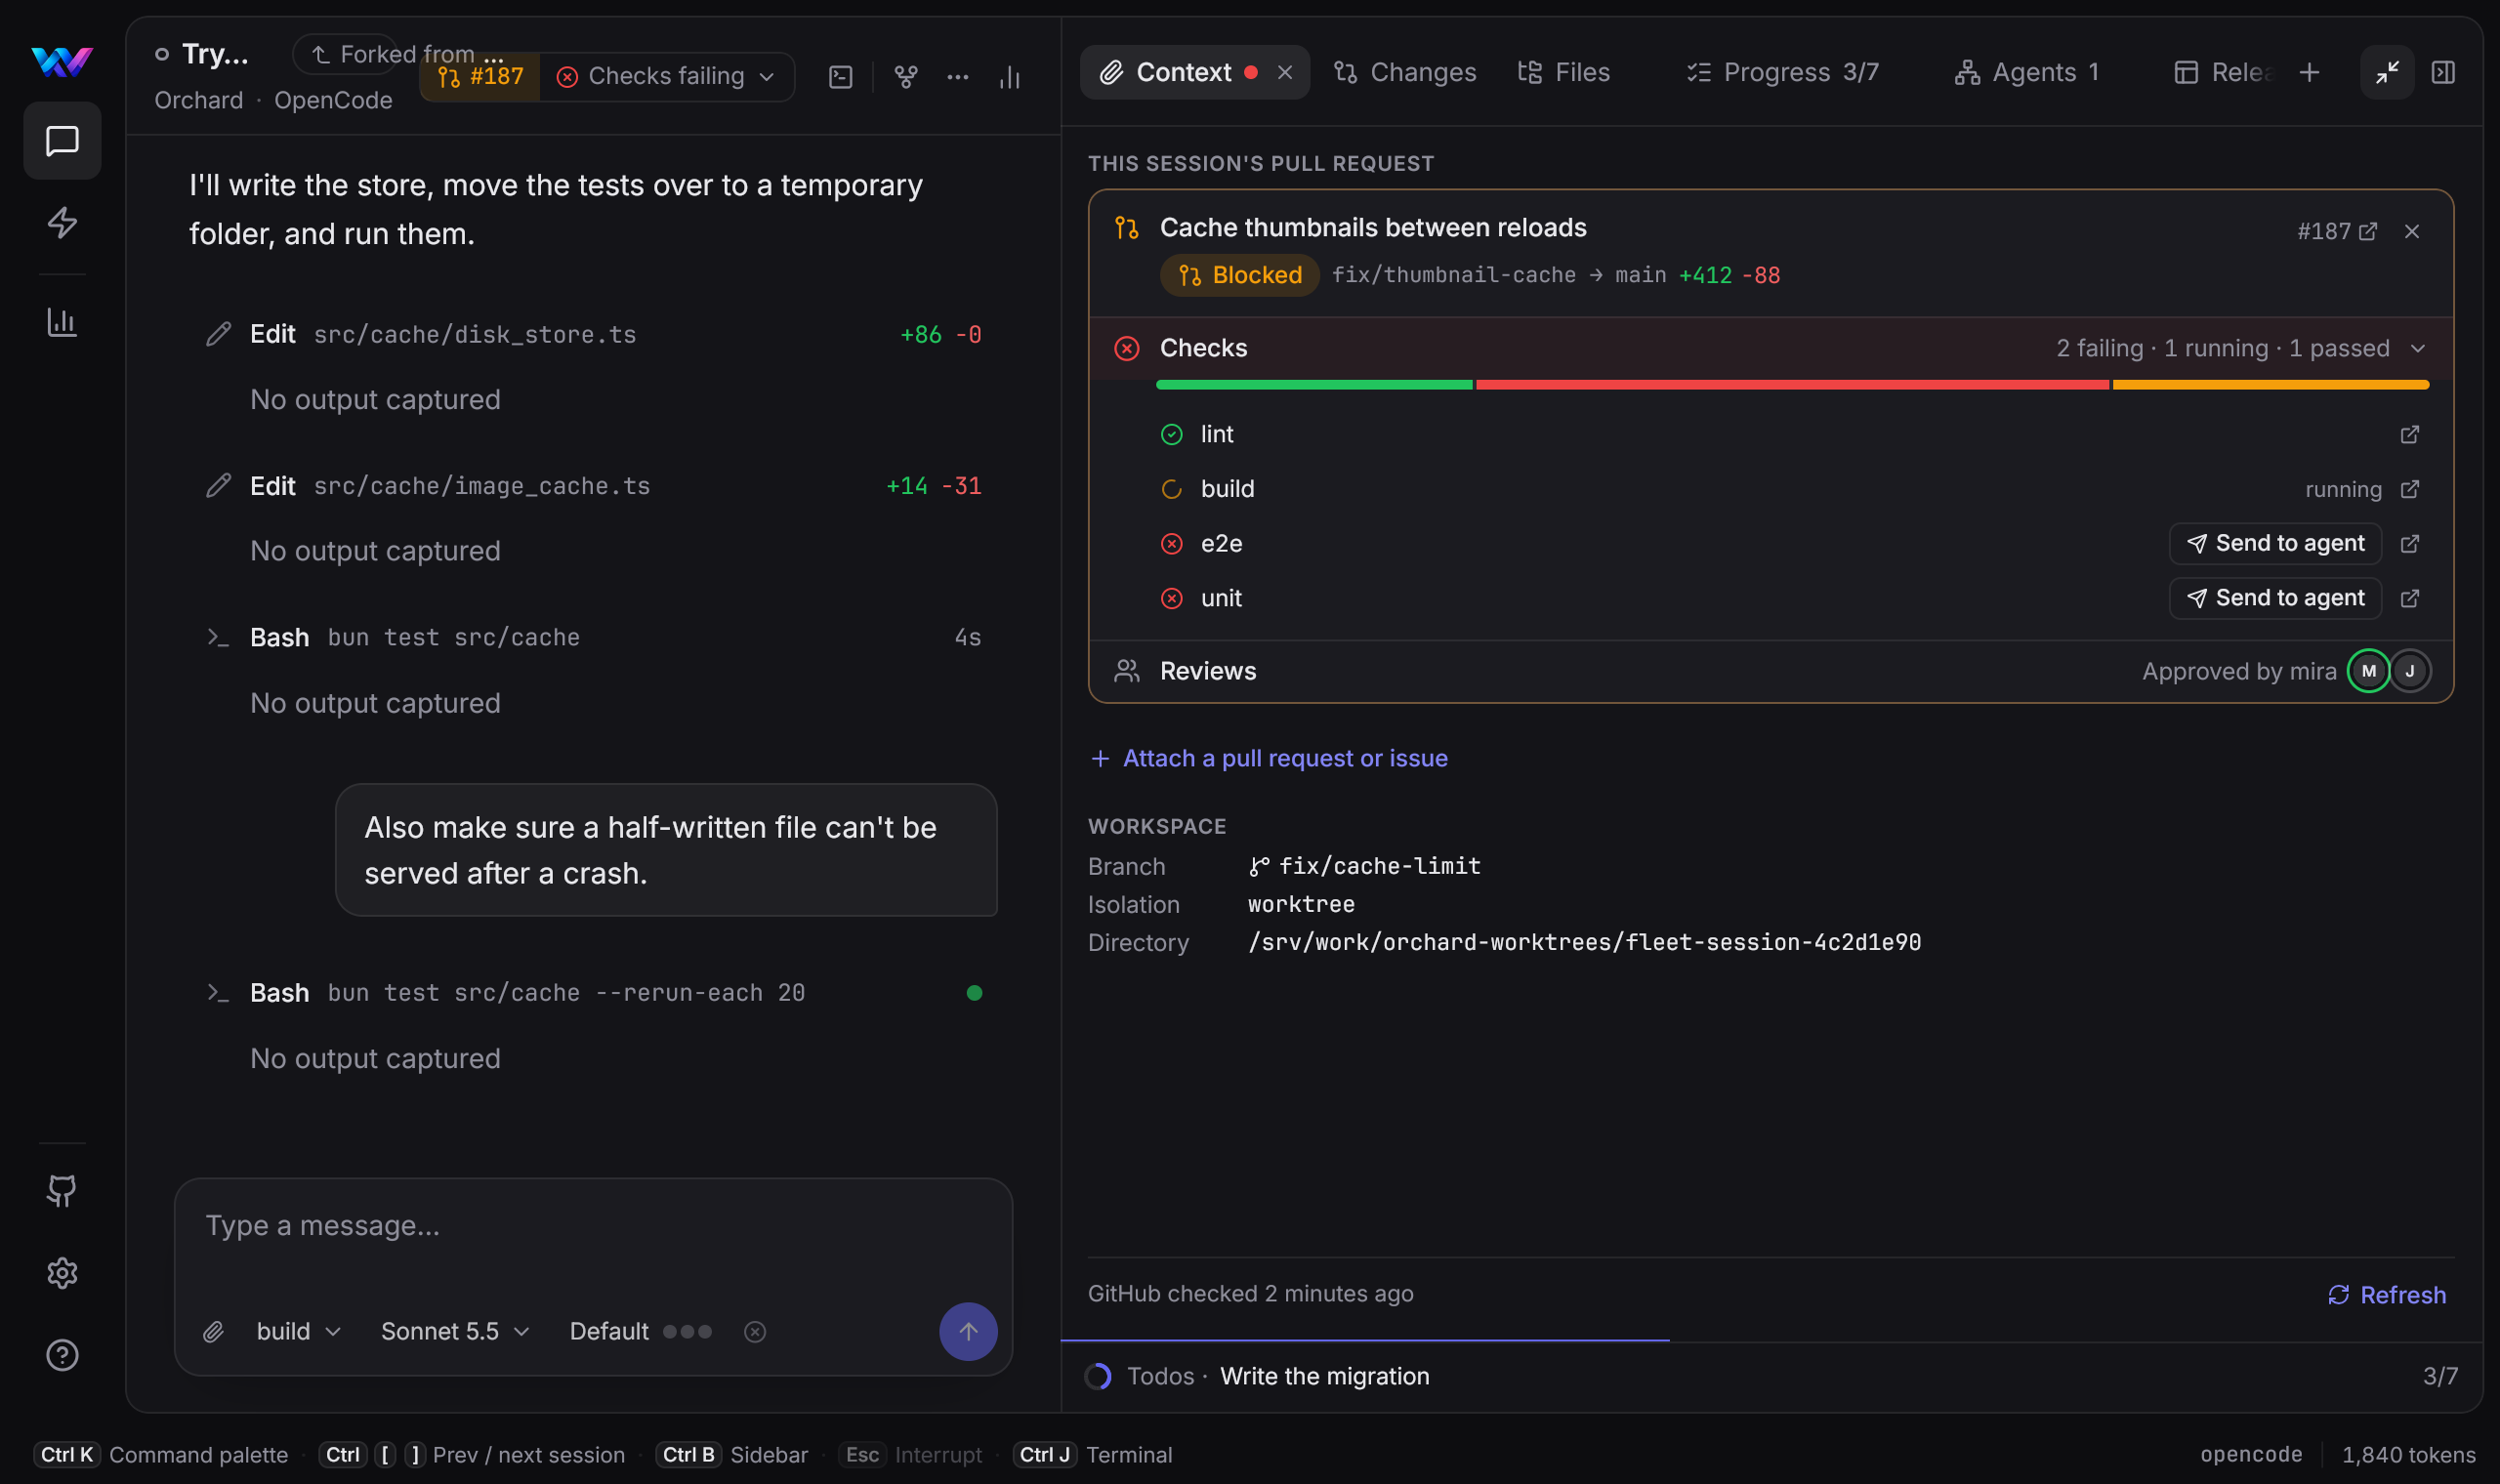 Try...
Forked from ...
Orchard · OpenCode
#187
Checks failing
Context
Changes
Files
Progress 3/7
Agents 1
Relea
I'll write the store, move the tests over to a temporary
folder, and run them.
Edit src/cache/disk_store.ts +86 -0
No output captured
Edit src/cache/image_cache.ts +14 -31
No output captured
Bash bun test src/cache 4s
No output captured
Also make sure a half-written file can't be
served after a crash.
Bash bun test src/cache --rerun-each 20
No output captured
Type a message...
build
Sonnet 5.5
Default
THIS SESSION'S PULL REQUEST
Cache thumbnails between reloads
#187
Blocked fix/thumbnail-cache → main +412 -88
Checks 2 failing · 1 running · 1 passed
lint
build running
e2e Send to agent
unit Send to agent
Reviews Approved by mira M J
+ Attach a pull request or issue
WORKSPACE
Branch fix/cache-limit
Isolation worktree
Directory /srv/work/orchard-worktrees/fleet-session-4c2d1e90
GitHub checked 2 minutes ago
Refresh
Todos · Write the migration 3/7
Ctrl K Command palette · Ctrl [ ] Prev / next session · Ctrl B Sidebar · Esc Interrupt · Ctrl J Terminal
opencode
1,840 tokens